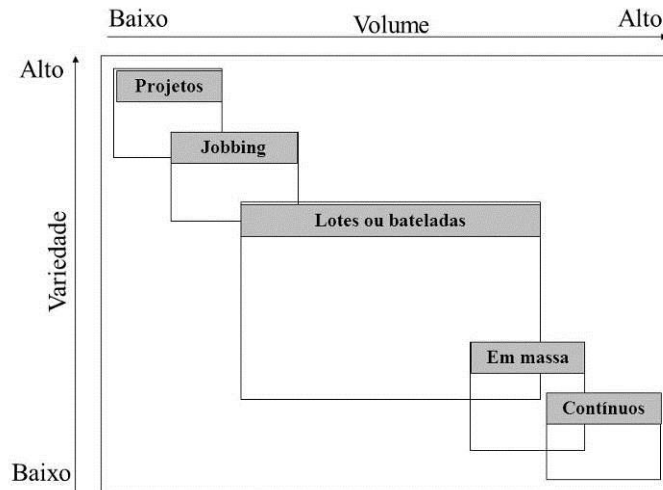 Baixo
Alto
Volume
Alto
Projetos
Jobbing
Variedade
Lotes ou bateladas
Em massa
Contínuos
Baixo